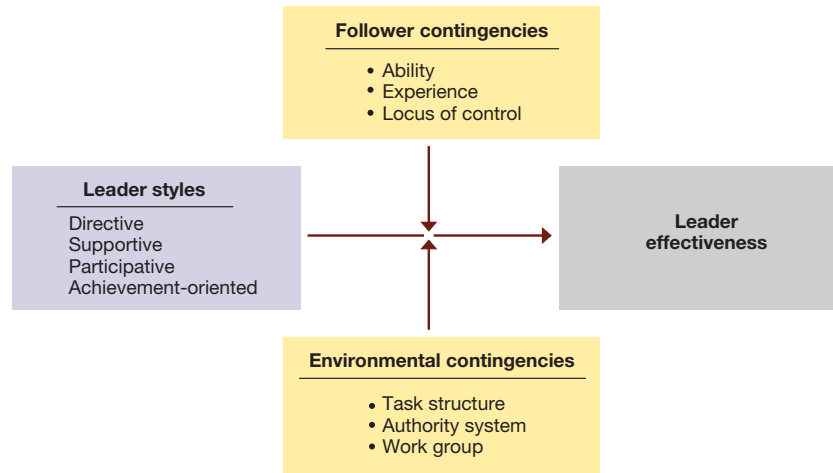 Follower contingencies
• Ability
• Experience
• Locus of control
Leader styles
Directive
Supportive
Participative
Achievement-oriented
Leader
effectiveness
Environmental contingencies
• Task structure
• Authority system
• Work group